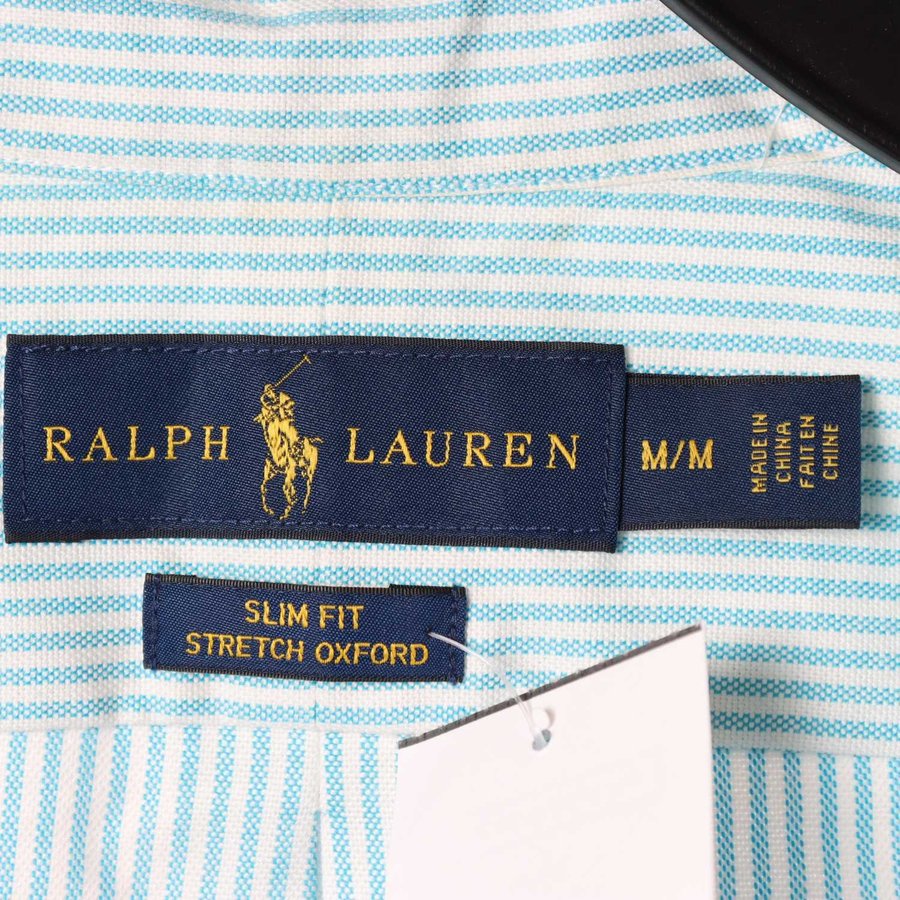 RALPH LAUREN
M/M
MADE IN
CHINA
FAIT EN
CHINE
SLIM FIT
STRETCH OXFORD